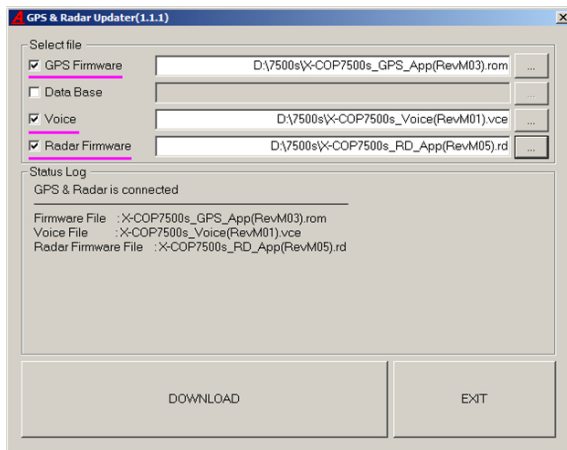 GPS & Radar Updater(1.1.1)
Select file
GPS Firmware D:\7500s\X-COP7500s_GPS_App(RevM03).rom ...
Data Base ...
Voice D:\7500s\X-COP7500s_Voice(RevM01).vce ...
Radar Firmware D:\7500s\X-COP7500s_RD_App(RevM05).rd ...
Status Log
GPS & Radar is connected
Firmware File :X-COP7500s_GPS_App(RevM03).rom
Voice File :X-COP7500s_Voice(RevM01).vce
Radar Firmware File :X-COP7500s_RD_App(RevM05).rd
DOWNLOAD EXIT